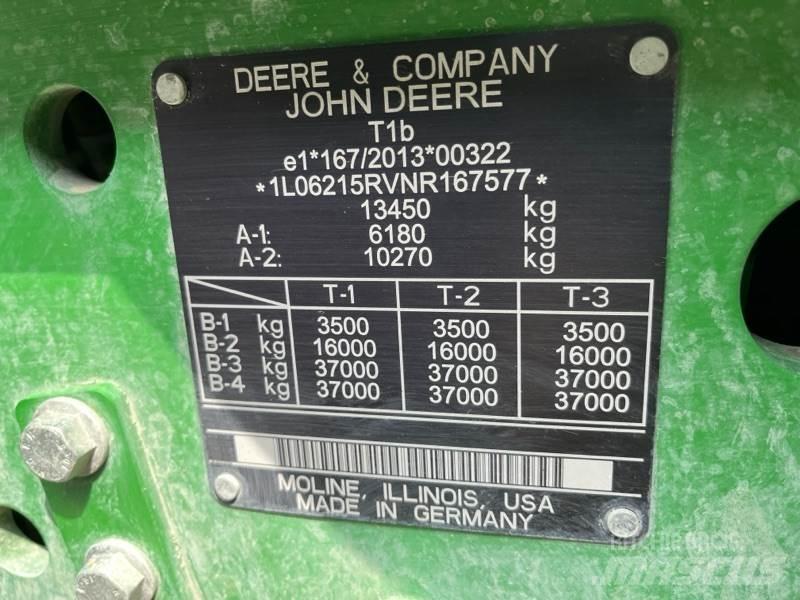 DEERE & COMPANY
JOHN DEERE
T1b
e1*167/2013*00322
*1L06215RVNR167577*
13450 kg
A-1: 6180 kg
A-2: 10270 kg
T-1 T-2 T-3
B-1 kg 3500 3500 3500
B-2 kg 16000 16000 16000
B-3 kg 37000 37000 37000
B-4 kg 37000 37000 37000
MOLINE, ILLINOIS, USA
MADE IN GERMANY
MASCUS